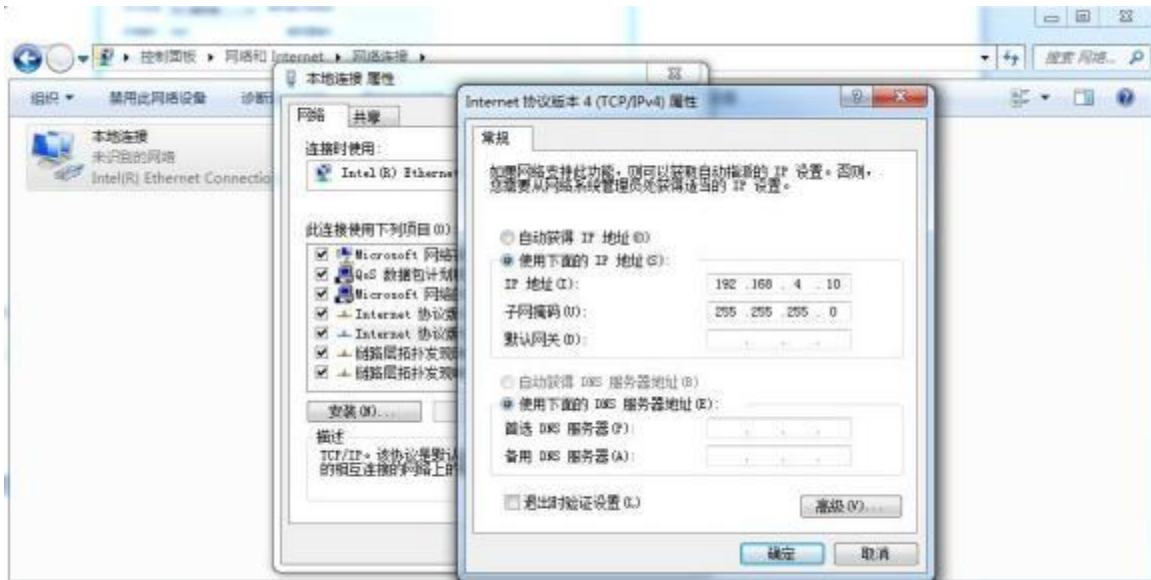 控制面板 ▸ 网络和 Internet ▸ 网络连接 ▸
搜索 网络...
组织 ▾ 禁用此网络设备 诊断
本地连接
未识别的网络
Intel(R) Ethernet Connectio
本地连接 属性
网络 共享
连接时使用:
Intel(R) Etherne
此连接使用下列项目(O)
Microsoft 网络
QoS 数据包计划
Microsoft 网络
Internet 协议版
Internet 协议版
链路层拓扑发现
链路层拓扑发现
安装(N)...
描述
TCP/IP。该协议是默认
的相互连接的网络上的
Internet 协议版本 4 (TCP/IPv4) 属性
常规
如果网络支持此功能，则可以获取自动指派的 IP 设置。否则，
您需要从网络系统管理员处获得适当的 IP 设置。
自动获得 IP 地址(O)
使用下面的 IP 地址(S):
IP 地址(I): 192 .168 . 4 . 10
子网掩码(U): 255 .255 .255 . 0
默认网关(D):
自动获得 DNS 服务器地址(B)
使用下面的 DNS 服务器地址(E):
首选 DNS 服务器(P):
备用 DNS 服务器(A):
退出时验证设置(L)
高级(V)...
确定 取消